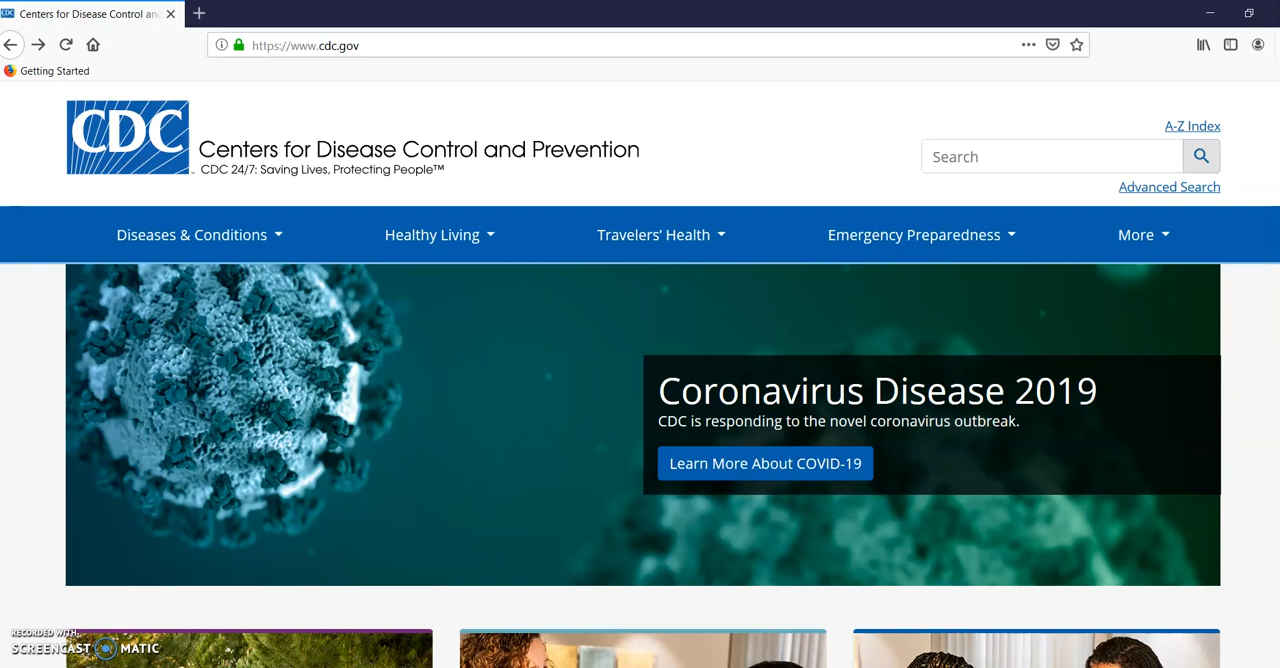 CDC Centers for Disease Control an
https://www.cdc.gov
Getting Started
CDC
Centers for Disease Control and Prevention
CDC 24/7: Saving Lives, Protecting People™
A-Z Index
Search
Advanced Search
Diseases & Conditions
Healthy Living
Travelers’ Health
Emergency Preparedness
More
Coronavirus Disease 2019
CDC is responding to the novel coronavirus outbreak.
Learn More About COVID-19
RECORDED WITH
SCREENCAST MATIC